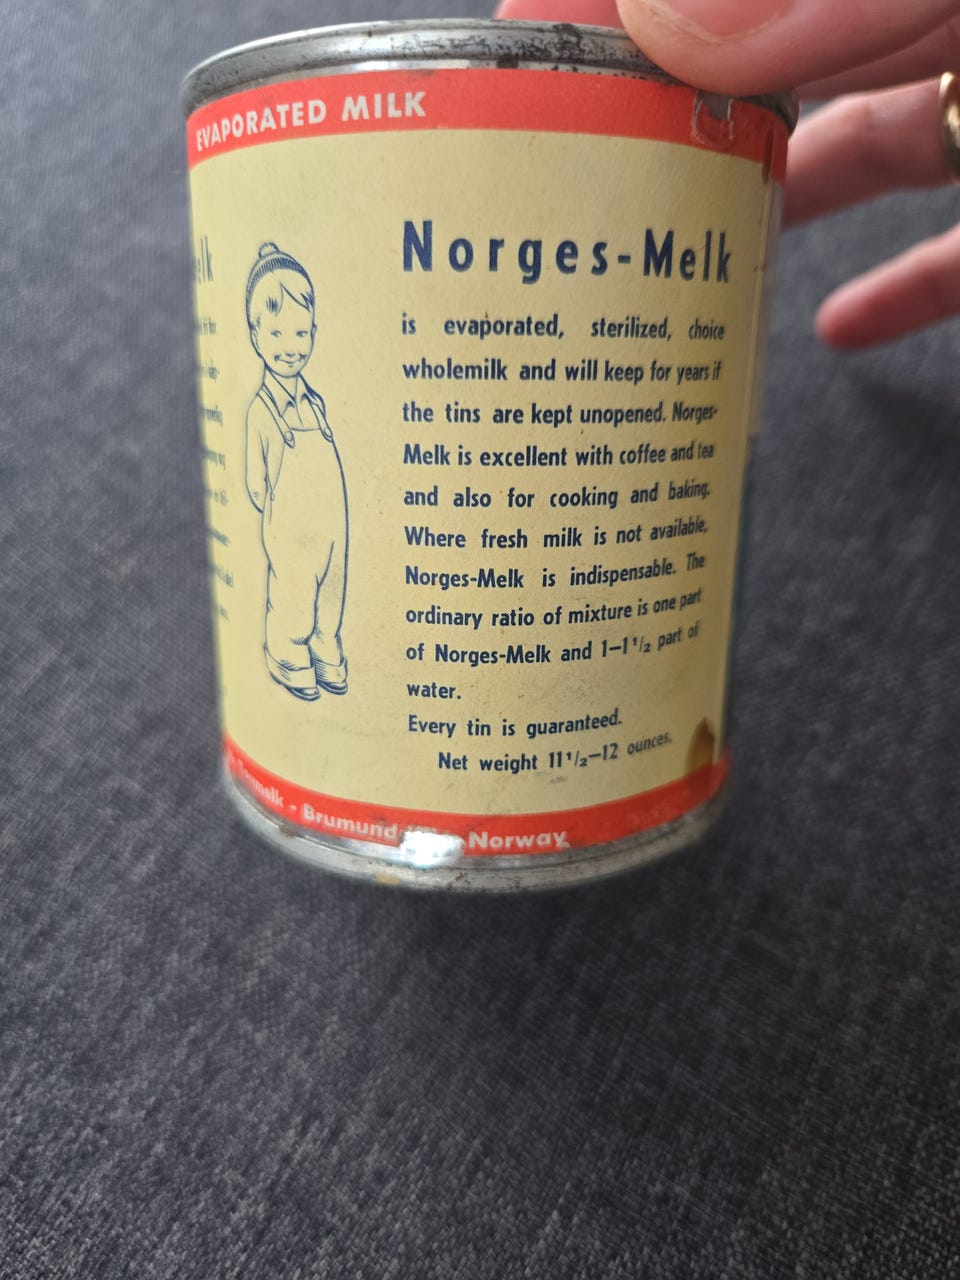 EVAPORATED MILK
Norges-Melk
is evaporated, sterilized, choice
wholemilk and will keep for years if
the tins are kept unopened. Norges-
Melk is excellent with coffee and tea
and also for cooking and baking.
Where fresh milk is not available,
Norges-Melk is indispensable. The
ordinary ratio of mixture is one part
of Norges-Melk and 1–1 1/2 part of
water.
Every tin is guaranteed.
Net weight 11 1/2–12 ounces.
Norway